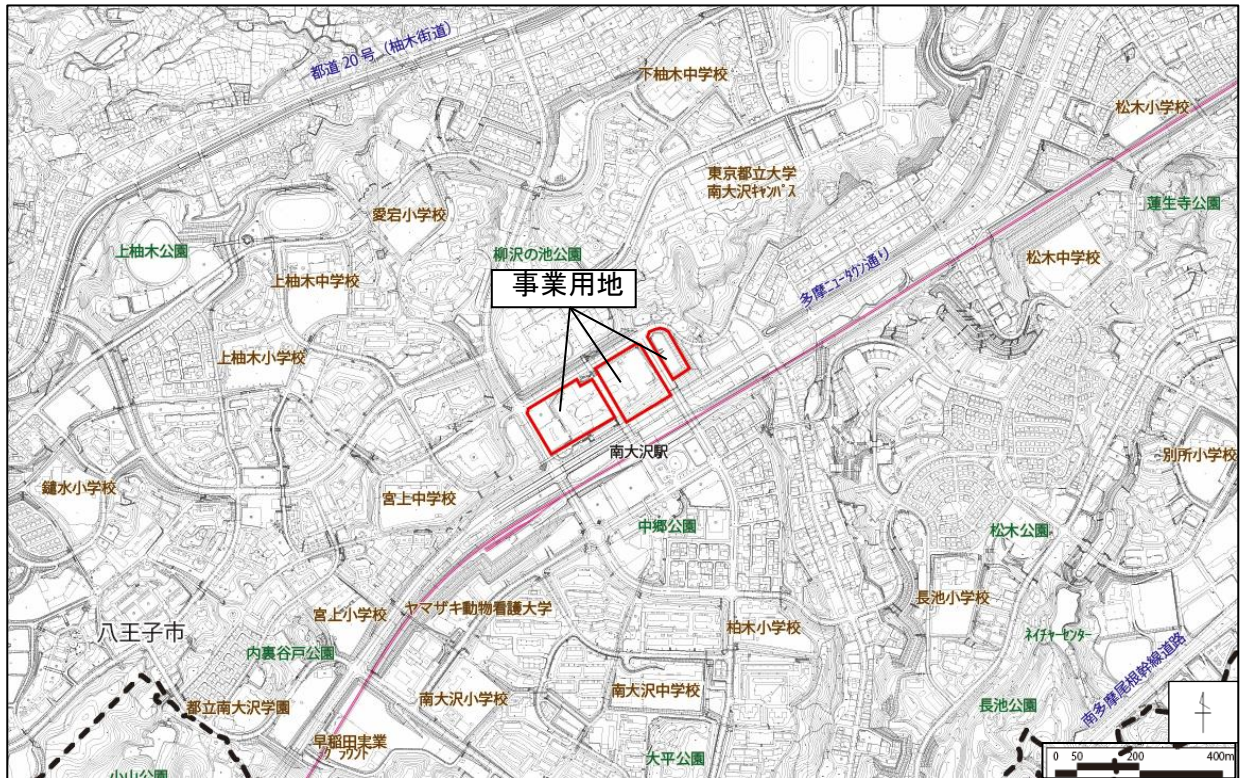 都道20号（柚木街道）
下柚木中学校
松木小学校
東京都立大学
南大沢ｷｬﾝﾊﾟｽ
蓮生寺公園
愛宕小学校
上柚木公園
柳沢の池公園
松木中学校
上柚木中学校
多摩ﾆｭｰﾀｳﾝ通り
事業用地
上柚木小学校
南大沢駅
別所小学校
鑓水小学校
宮上中学校
中郷公園
松木公園
長池小学校
宮上小学校
ヤマザキ動物看護大学
柏木小学校
八王子市
ﾈｲﾁｬｰｾﾝﾀｰ
内裏谷戸公園
南多摩尾根幹線道路
都立南大沢学園
南大沢小学校
南大沢中学校
長池公園
早稲田実業
ｸﾞﾗｳﾝﾄﾞ
大平公園
小山公園
0 50 200 400m